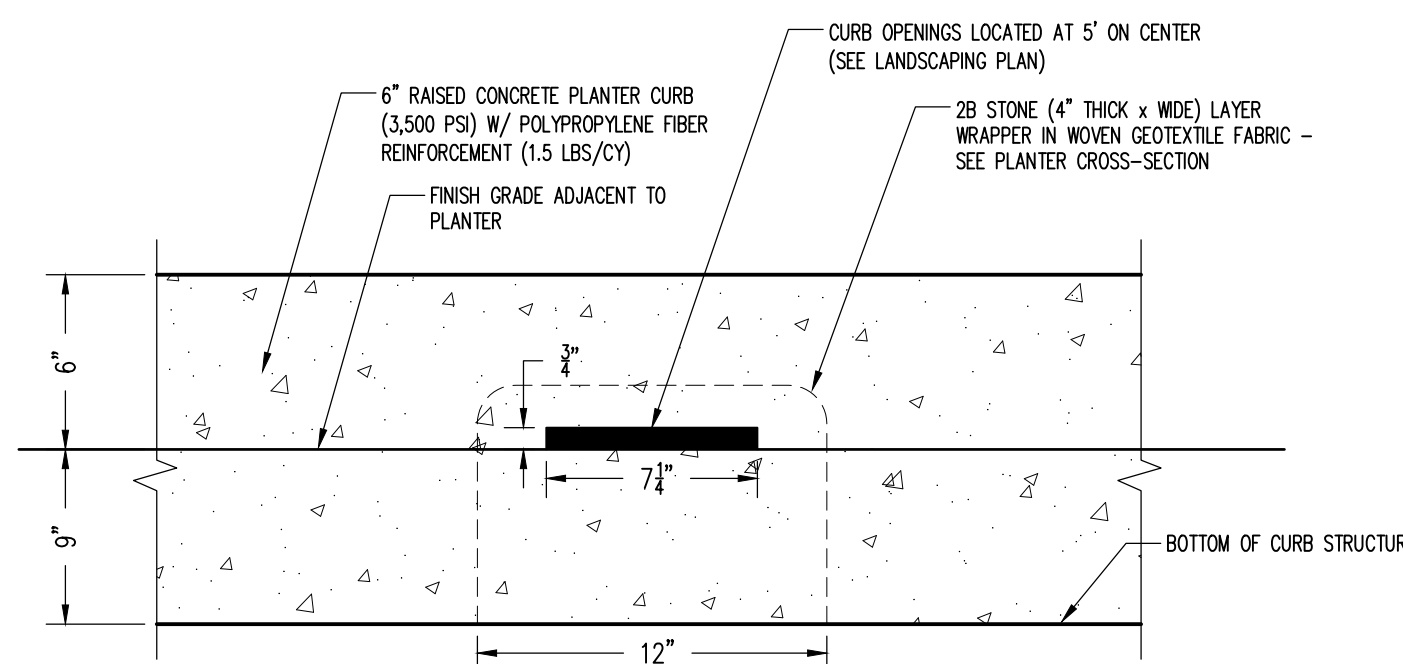 CURB OPENINGS LOCATED AT 5' ON CENTER
(SEE LANDSCAPING PLAN)
6" RAISED CONCRETE PLANTER CURB
(3,500 PSI) W/ POLYPROPYLENE FIBER
REINFORCEMENT (1.5 LBS/CY)
2B STONE (4" THICK x WIDE) LAYER
WRAPPER IN WOVEN GEOTEXTILE FABRIC –
SEE PLANTER CROSS–SECTION
FINISH GRADE ADJACENT TO
PLANTER
6"
3/4"
7 1/4"
9"
BOTTOM OF CURB STRUCTUR
12"